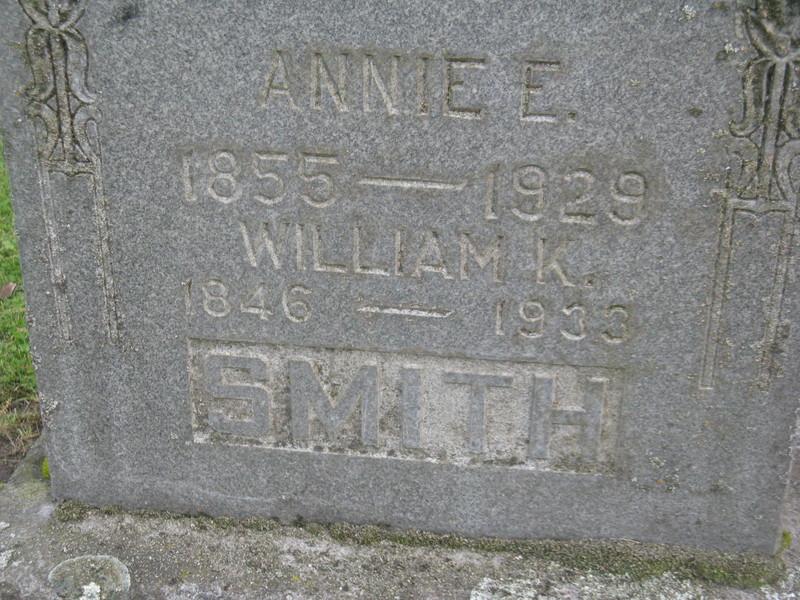 ANNIE E.
1855 — 1929
WILLIAM K.
1846 — 1933
SMITH